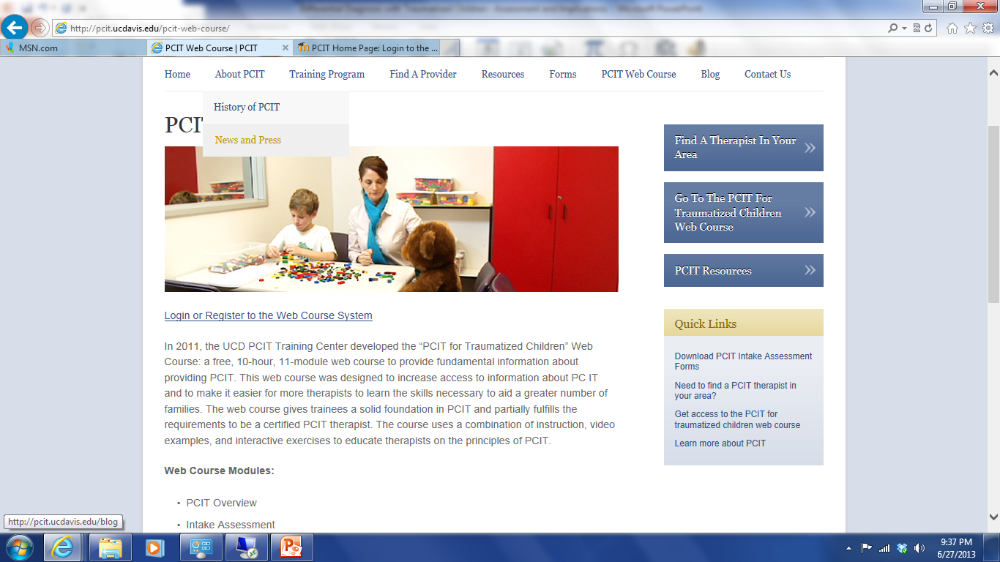 Differential Diagnosis with Traumatized Children - Assessment and Implications - Microsoft PowerPoint
http://pcit.ucdavis.edu/pcit-web-course/
MSN.com
PCIT Web Course | PCIT
PCIT Home Page: Login to the ...
Home
About PCIT
Training Program
Find A Provider
Resources
Forms
PCIT Web Course
Blog
Contact Us
History of PCIT
News and Press
PCI
Find A Therapist In Your
Area
Go To The PCIT For
Traumatized Children
Web Course
PCIT Resources
Login or Register to the Web Course System
In 2011, the UCD PCIT Training Center developed the “PCIT for Traumatized Children” Web
Course: a free, 10-hour, 11-module web course to provide fundamental information about
providing PCIT. This web course was designed to increase access to information about PC IT
and to make it easier for more therapists to learn the skills necessary to aid a greater number of
families. The web course gives trainees a solid foundation in PCIT and partially fulfills the
requirements to be a certified PCIT therapist. The course uses a combination of instruction, video
examples, and interactive exercises to educate therapists on the principles of PCIT.
Web Course Modules:
• PCIT Overview
• Intake Assessment
Quick Links
Download PCIT Intake Assessment
Forms
Need to find a PCIT therapist in
your area?
Get access to the PCIT for
traumatized children web course
Learn more about PCIT
http://pcit.ucdavis.edu/blog
9:37 PM
6/27/2013